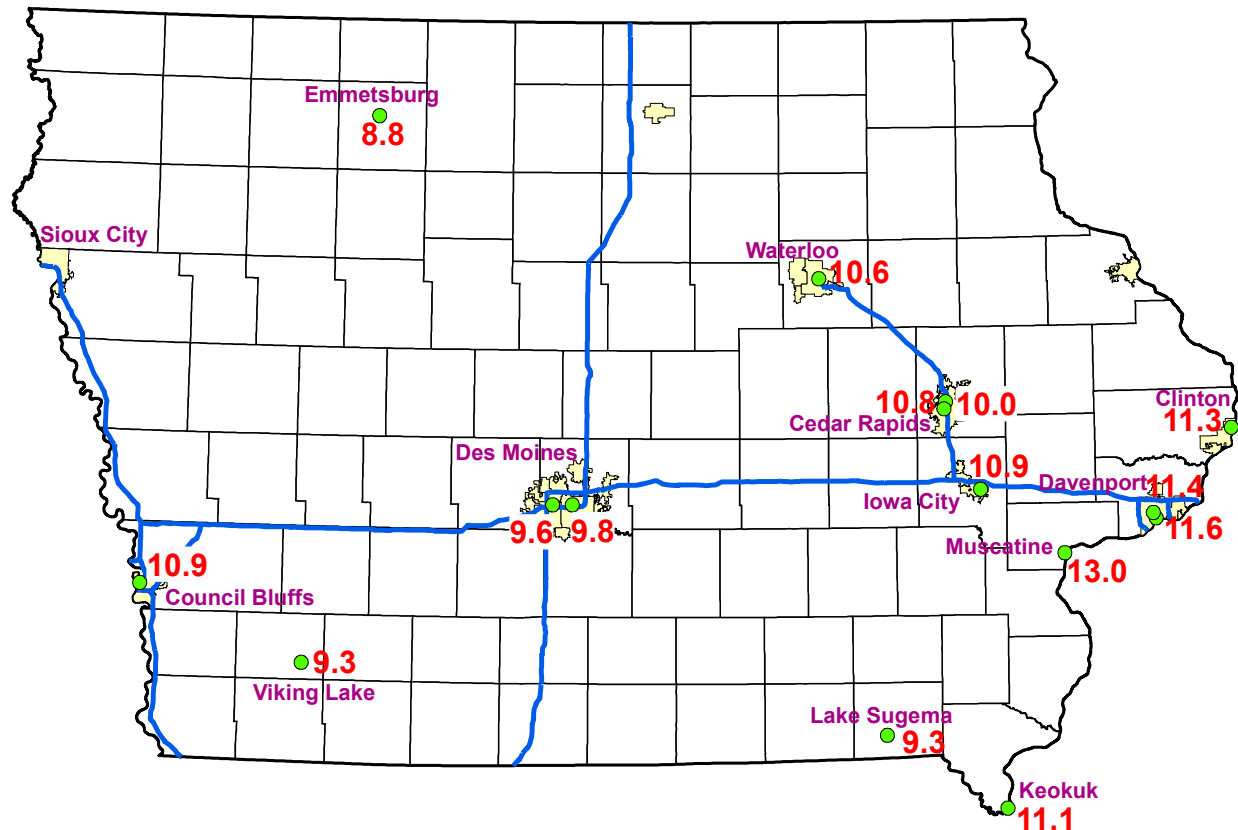 Emmetsburg
8.8
Sioux City
Waterloo
10.6
10.8
10.0
Cedar Rapids
Clinton
11.3
Des Moines
9.6
9.8
10.9
Iowa City
Davenport
11.4
11.6
Muscatine
13.0
10.9
Council Bluffs
9.3
Viking Lake
Lake Sugema
9.3
Keokuk
11.1